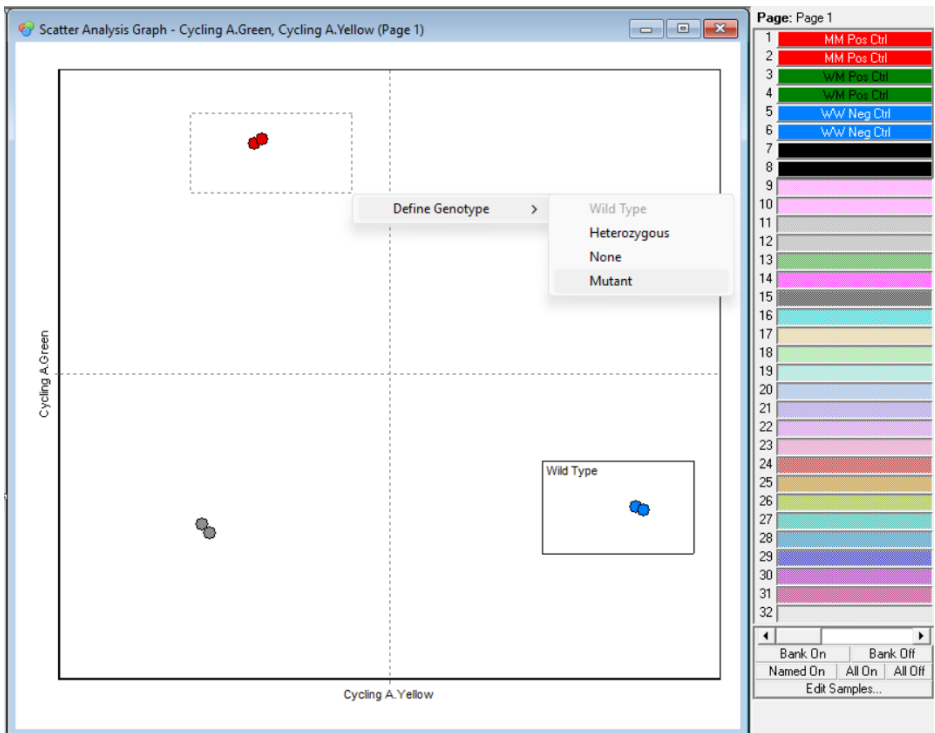 Scatter Analysis Graph - Cycling A.Green, Cycling A.Yellow (Page 1)
Define Genotype >
Wild Type
Heterozygous
None
Mutant
Wild Type
Cycling A.Green
Cycling A.Yellow
Page: Page 1
1 MM Pos Ctrl
2 MM Pos Ctrl
3 WM Pos Ctrl
4 WM Pos Ctrl
5 WW Neg Ctrl
6 WW Neg Ctrl
7
8
9
10
11
12
13
14
15
16
17
18
19
20
21
22
23
24
25
26
27
28
29
30
31
32
Bank On Bank Off
Named On All On All Off
Edit Samples...